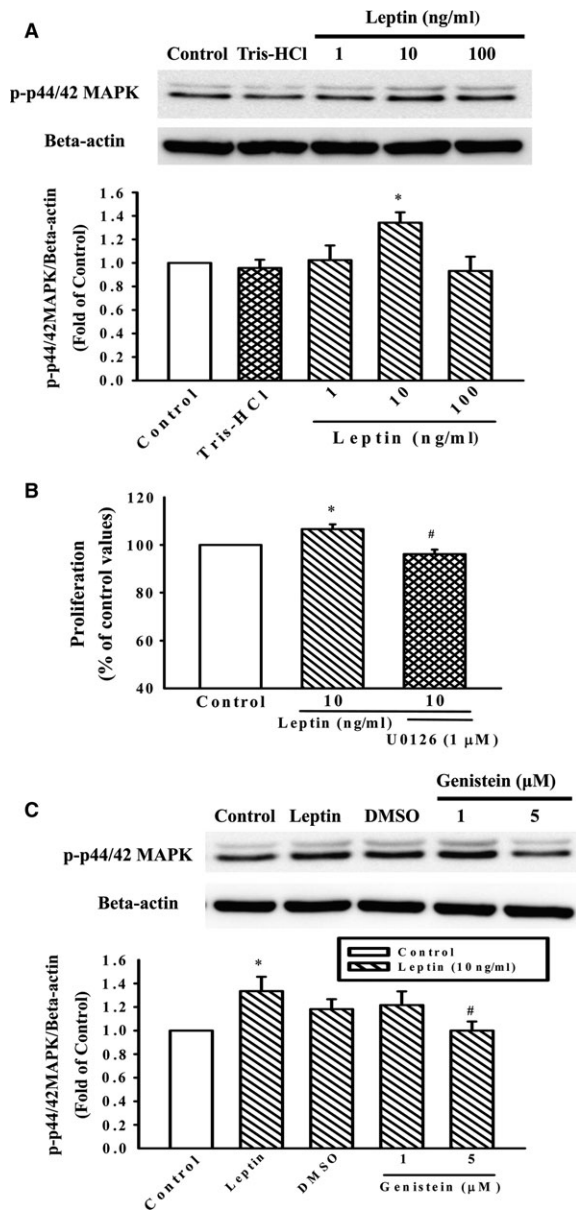 A
Leptin (ng/ml)
Control Tris-HCl 1 10 100
p-p44/42 MAPK
Beta-actin
p-p44/42MAPK/Beta-actin
(Fold of Control)
1.6
1.4
1.2
1.0
0.8
0.6
0.4
0.2
0.0
*
Control
Tris-HCl
1
10
100
Leptin (ng/ml)
B
Proliferation
(% of control values)
120
100
80
60
40
*
#
Control 10 10
Leptin (ng/ml)
U0126 (1 µM)
C
Genistein (µM)
Control Leptin DMSO 1 5
p-p44/42 MAPK
Beta-actin
Control
Leptin (10 ng/ml)
p-p44/42MAPK/Beta-actin
(Fold of Control)
1.6
1.4
1.2
1.0
0.8
0.6
0.4
0.2
0.0
*
#
Control
Leptin
DMSO
1
5
Genistein (µM)